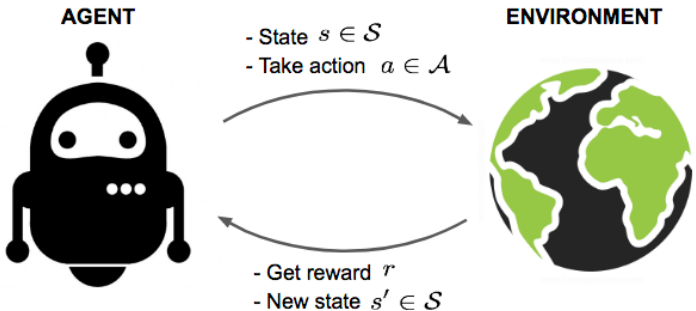 AGENT
ENVIRONMENT
- State s ∈ 𝒮
- Take action a ∈ 𝒜
- Get reward r
- New state s′ ∈ 𝒮